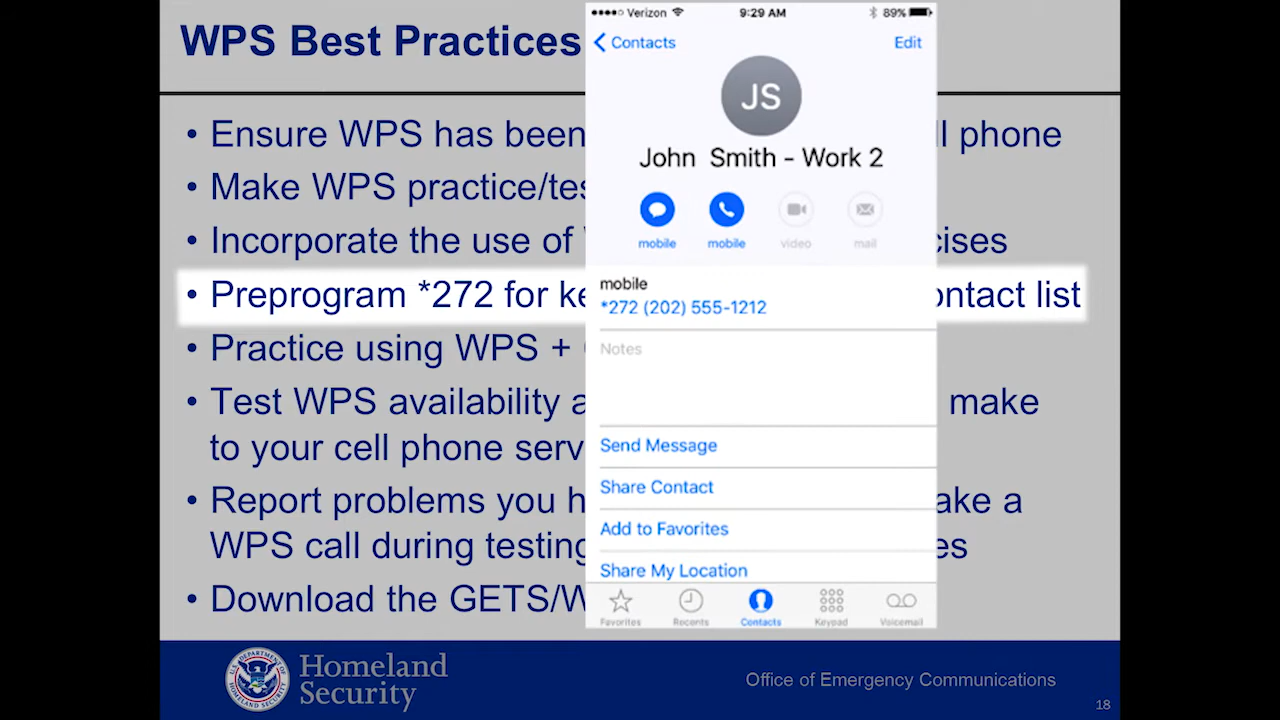 WPS Best Practices
• Ensure WPS has been
ll phone
• Make WPS practice/tes
• Incorporate the use of
cises
• Preprogram *272 for ke
ontact list
• Practice using WPS +
• Test WPS availability a
make
to your cell phone serv
• Report problems you h
ake a
WPS call during testing
es
• Download the GETS/W
Verizon 9:29 AM 89%
Contacts Edit
JS
John Smith - Work 2
mobile mobile video mail
mobile
*272 (202) 555-1212
Notes
Send Message
Share Contact
Add to Favorites
Share My Location
Favorites Recents Contacts Keypad Voicemail
U.S. DEPARTMENT OF HOMELAND SECURITY
Homeland
Security
Office of Emergency Communications
18